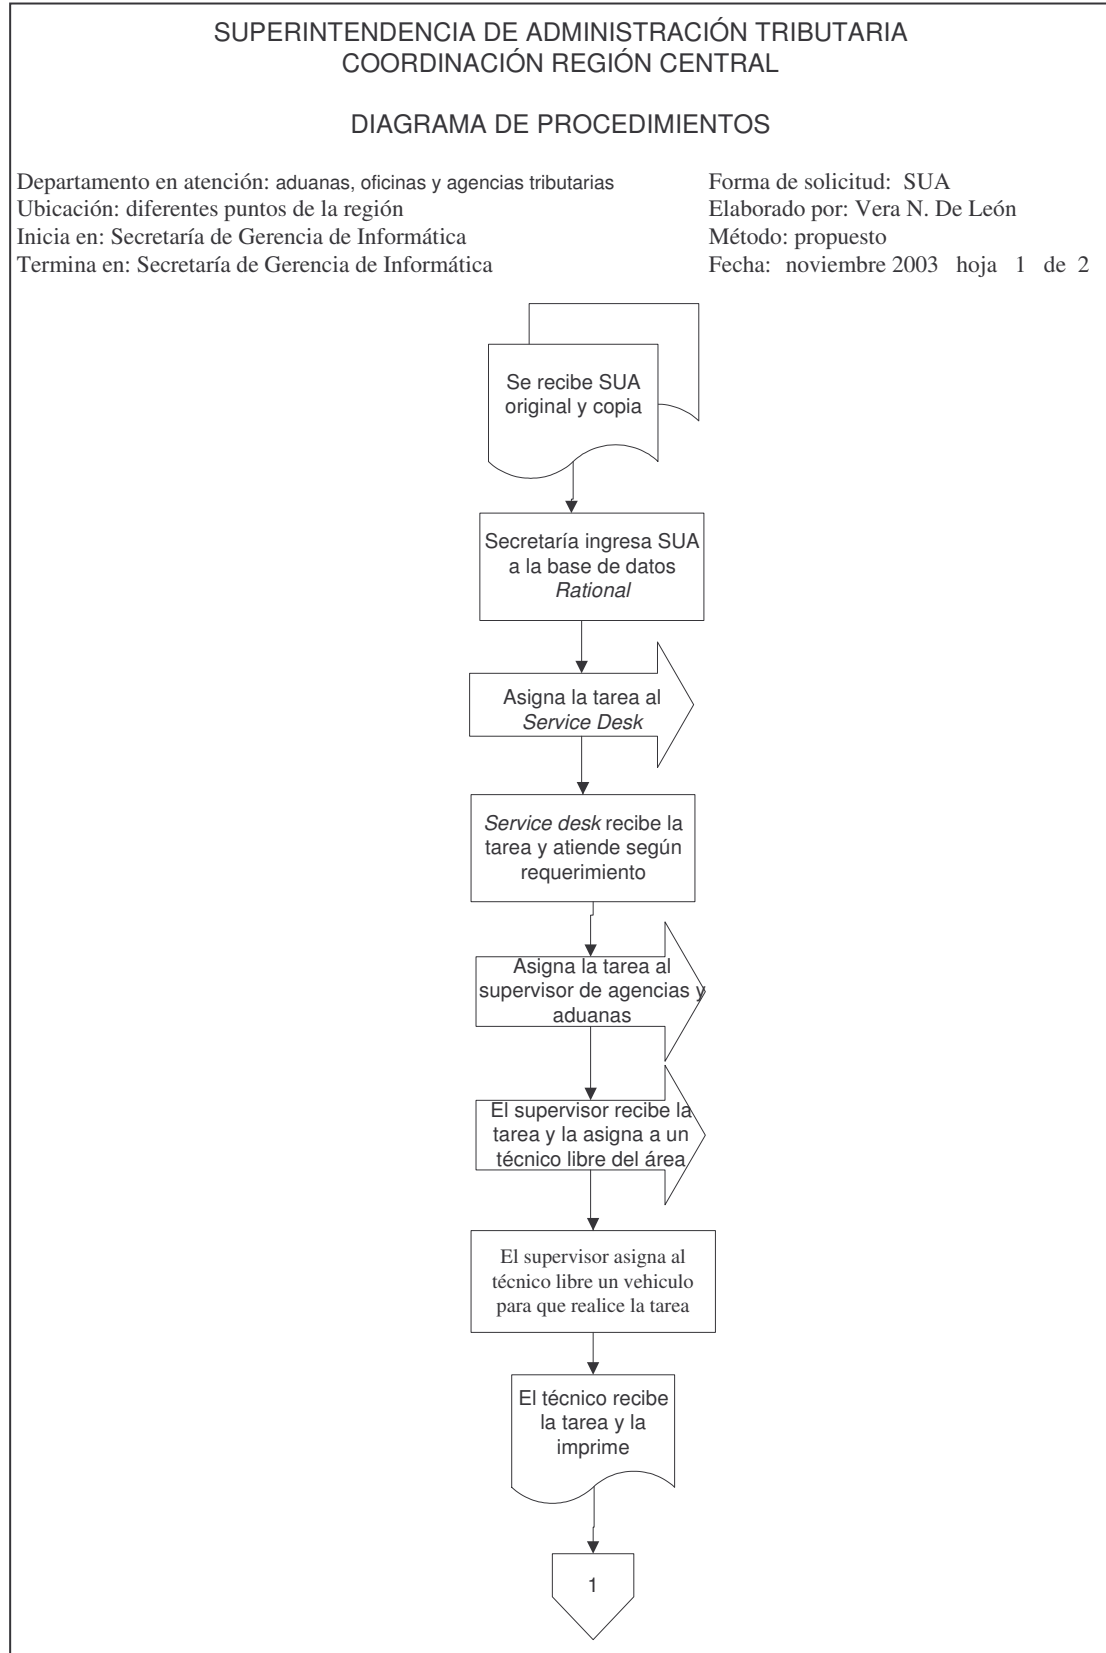 SUPERINTENDENCIA DE ADMINISTRACIÓN TRIBUTARIA
COORDINACIÓN REGIÓN CENTRAL
DIAGRAMA DE PROCEDIMIENTOS
Departamento en atención: aduanas, oficinas y agencias tributarias
Ubicación: diferentes puntos de la región
Inicia en: Secretaría de Gerencia de Informática
Termina en: Secretaría de Gerencia de Informática
Forma de solicitud: SUA
Elaborado por: Vera N. De León
Método: propuesto
Fecha: noviembre 2003 hoja 1 de 2
Se recibe SUA
original y copia
Secretaría ingresa SUA
a la base de datos
Rational
Asigna la tarea al
Service Desk
Service desk recibe la
tarea y atiende según
requerimiento
Asigna la tarea al
supervisor de agencias y
aduanas
El supervisor recibe la
tarea y la asigna a un
técnico libre del área
El supervisor asigna al
técnico libre un vehiculo
para que realice la tarea
El técnico recibe
la tarea y la
imprime
1